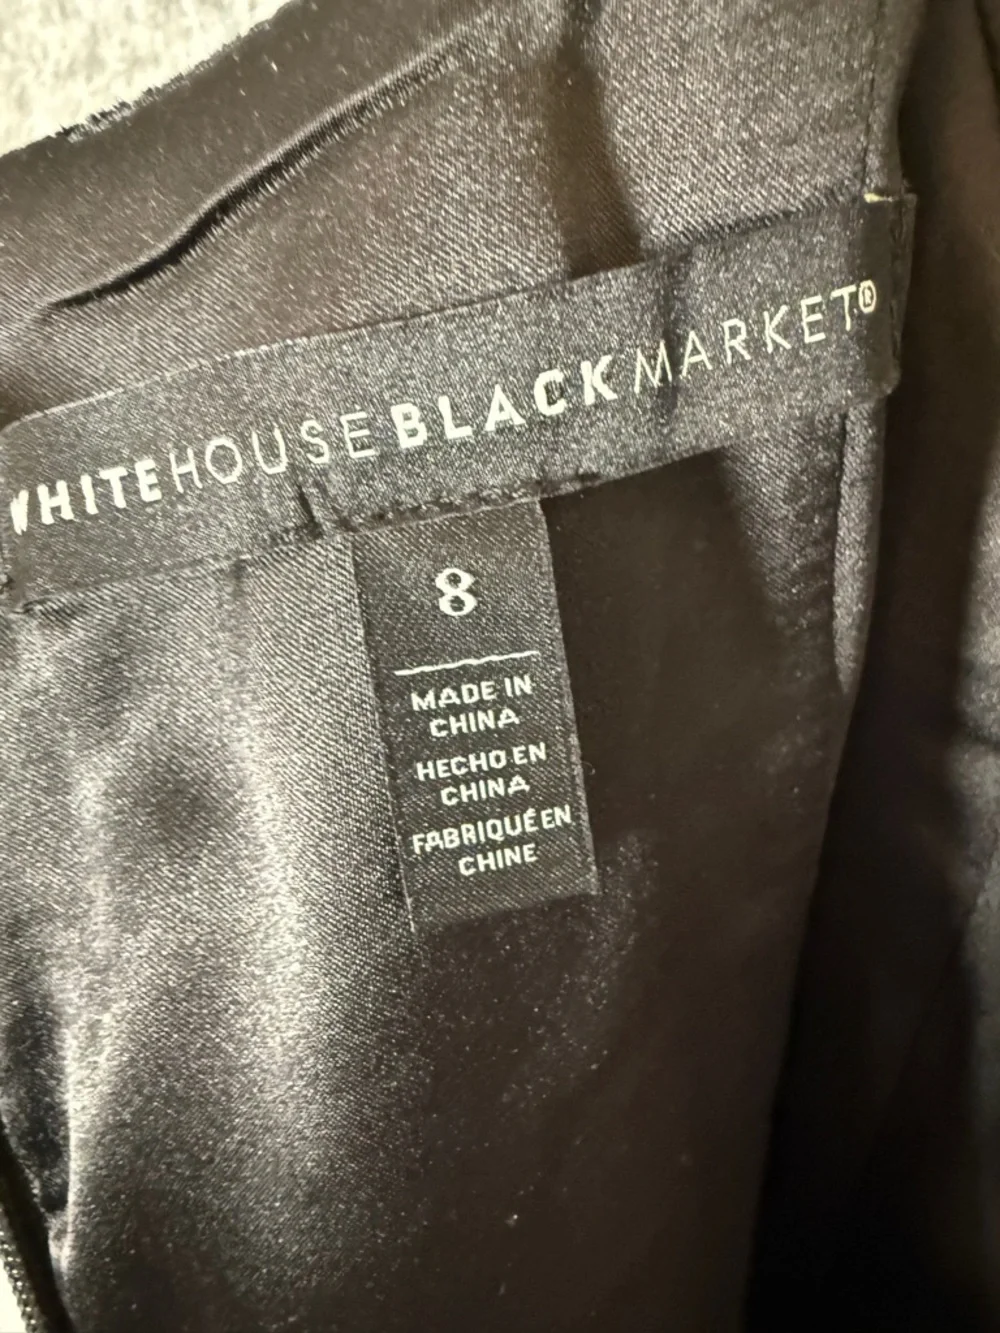 WHITEHOUSEBLACKMARKET®
8
MADE IN
CHINA
HECHO EN
CHINA
FABRIQUÉ EN
CHINE